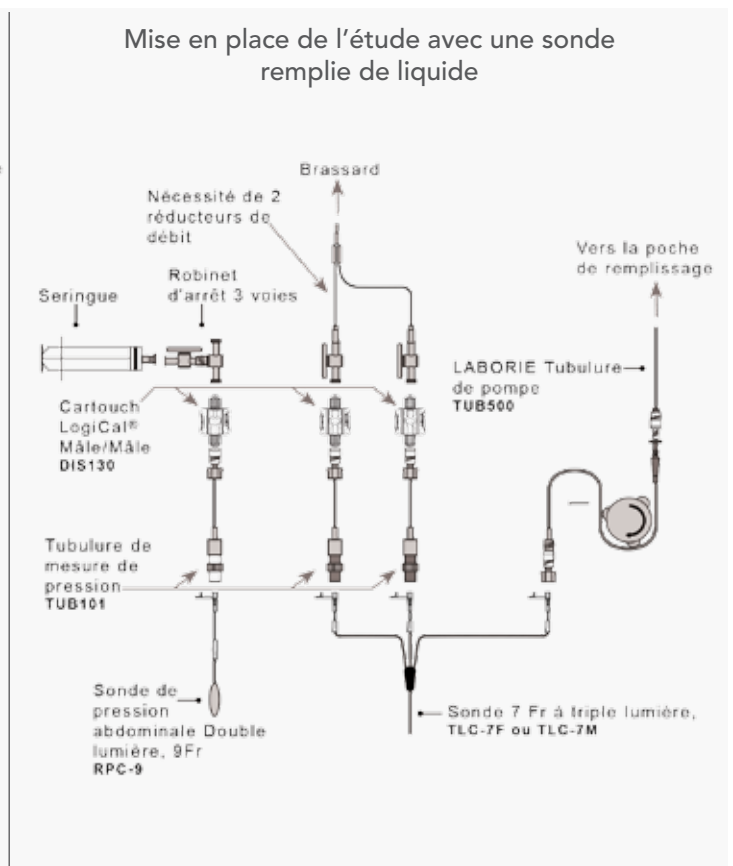 Mise en place de l’étude avec une sonde
remplie de liquide
Brassard
Nécessité de 2
réducteurs de
débit
Vers la poche
de remplissage
Robinet
d'arrêt 3 voies
Seringue
LABORIE Tubulure
de pompe
TUB500
Cartouch
LogiCal®
Mâle/Mâle
DIS130
Tubulure de
mesure de
pression
TUB101
Sonde de
pression
abdominale Double
lumière, 9Fr
RPC-9
Sonde 7 Fr à triple lumière,
TLC-7F ou TLC-7M